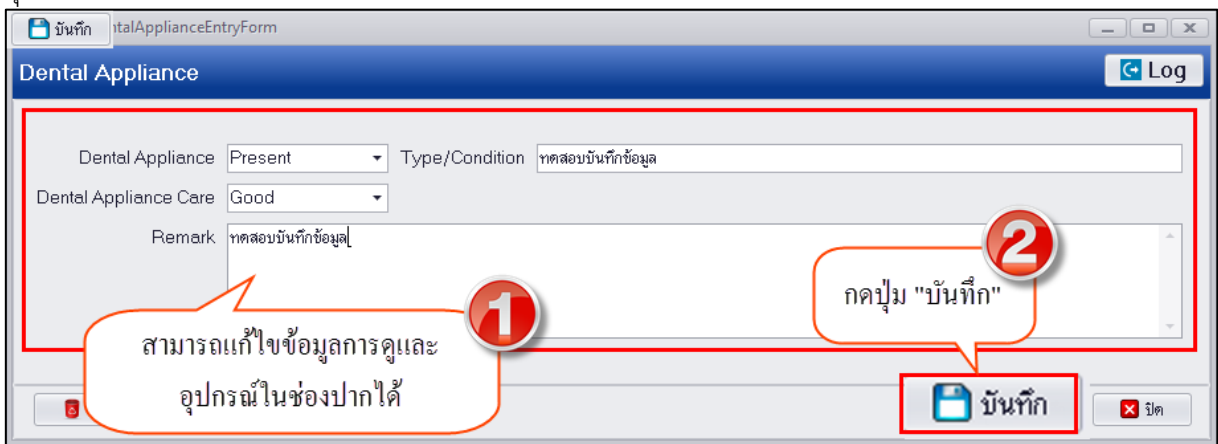 บันทึก
ntalApplianceEntryForm
Dental Appliance
Log
Dental Appliance Present Type/Condition ทดสอบบันทึกข้อมูล
Dental Appliance Care Good
Remark ทดสอบบันทึกข้อมูล
2
กดปุ่ม "บันทึก"
1
สามารถแก้ไขข้อมูลการดูและ
อุปกรณ์ในช่องปากได้
บันทึก
ปิด